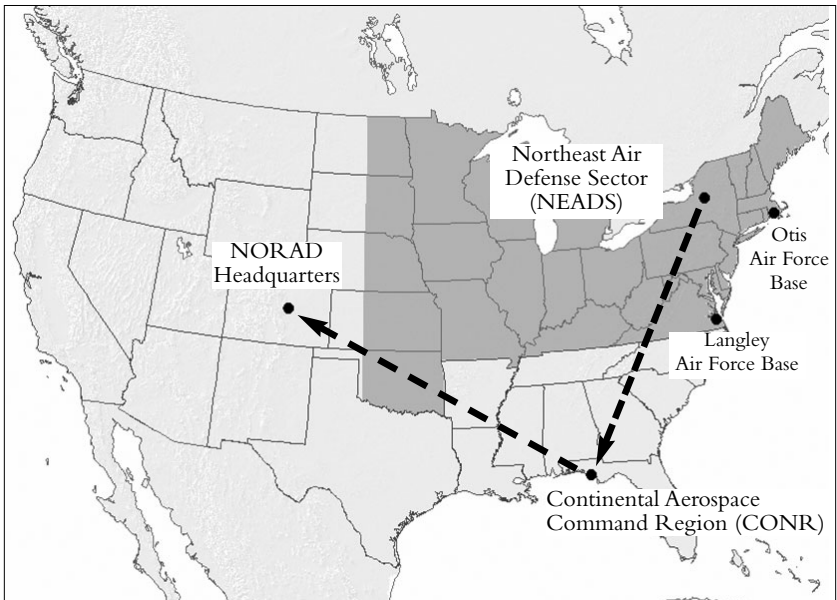 Northeast Air
Defense Sector
(NEADS)
NORAD
Headquarters
Otis
Air Force
Base
Langley
Air Force Base
Continental Aerospace
Command Region (CONR)